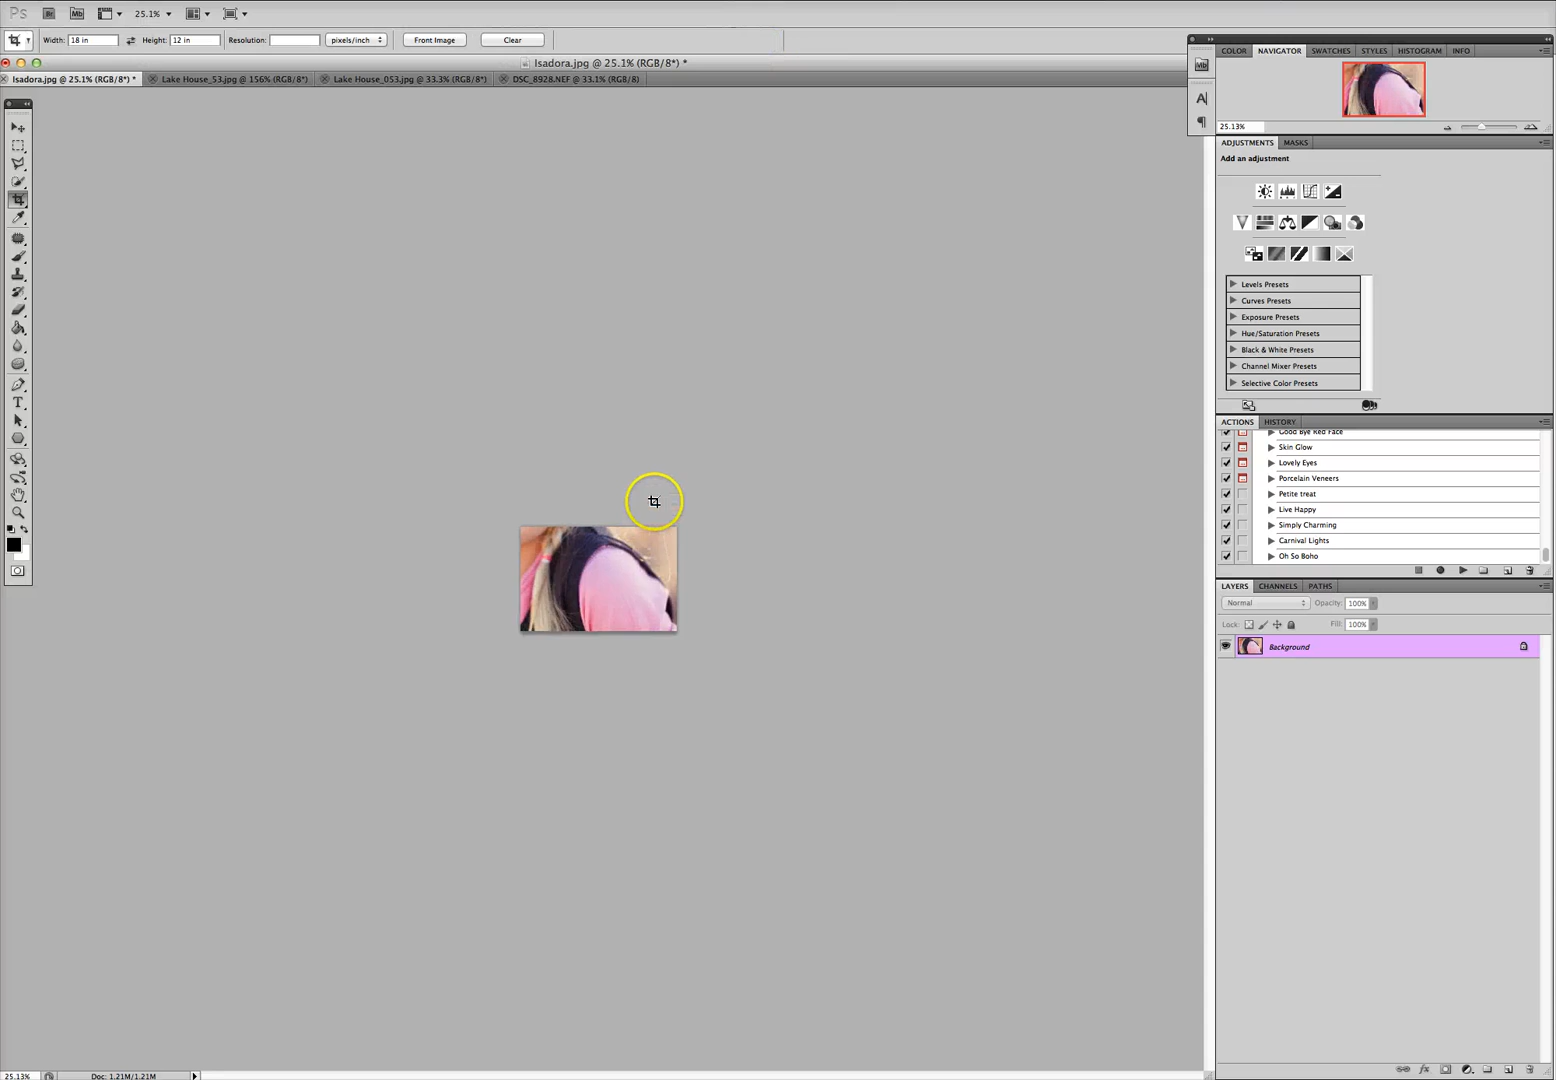 Ps Br Mb 25.1%
Width: 18 in Height: 12 in Resolution: pixels/inch Front Image Clear
Isadora.jpg @ 25.1% (RGB/8*) *
Isadora.jpg @ 25.1% (RGB/8*) * Lake House_53.jpg @ 156% (RGB/8*) Lake House_053.jpg @ 33.3% (RGB/8*) DSC_8928.NEF @ 33.1% (RGB/8)
COLOR NAVIGATOR SWATCHES STYLES HISTOGRAM INFO
Mb
25.13%
ADJUSTMENTS MASKS
Add an adjustment
Levels Presets
Curves Presets
Exposure Presets
Hue/Saturation Presets
Black & White Presets
Channel Mixer Presets
Selective Color Presets
ACTIONS HISTORY
Good Bye Red Face
Skin Glow
Lovely Eyes
Porcelain Veneers
Petite treat
Live Happy
Simply Charming
Carnival Lights
Oh So Boho
LAYERS CHANNELS PATHS
Normal Opacity: 100%
Lock: Fill: 100%
Background
25.13% Doc: 1.21M/1.21M